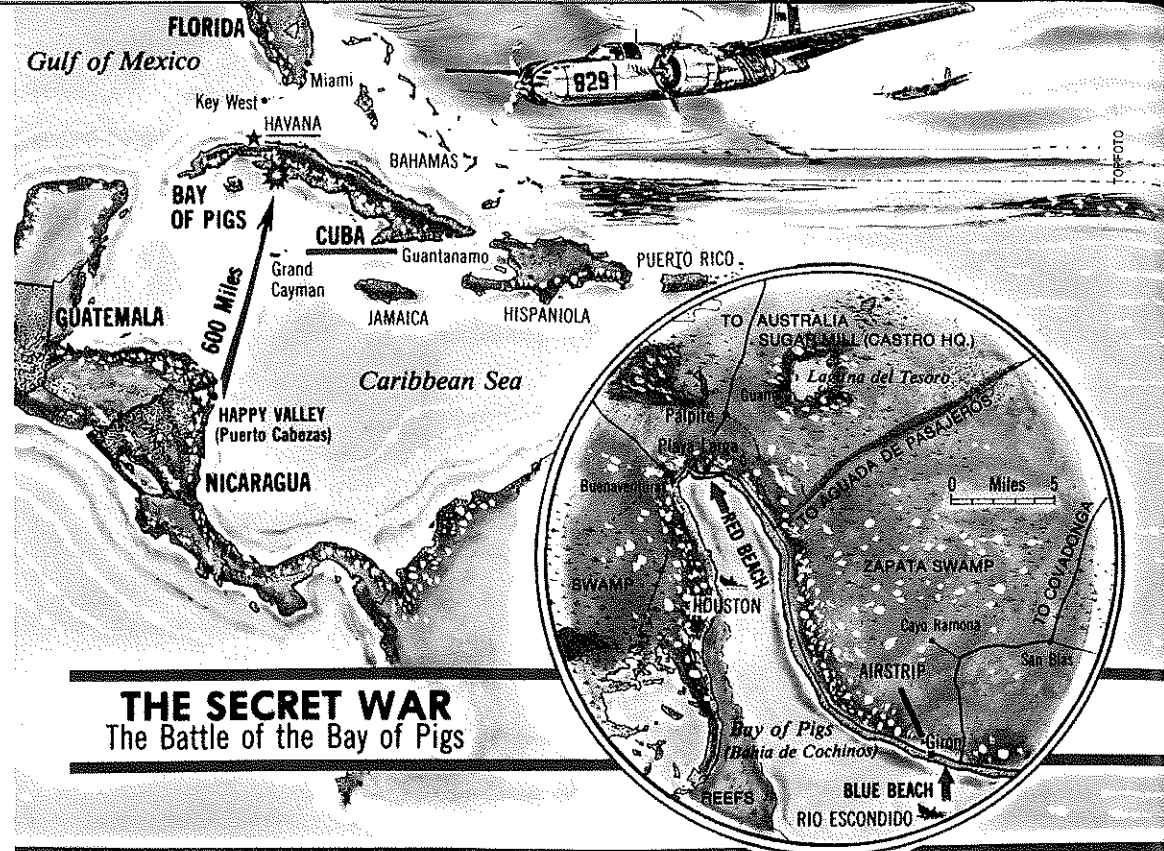 FLORIDA
Gulf of Mexico
Miami
Key West
HAVANA
829
TOPFOTO
BAHAMAS
BAY
OF PIGS
CUBA
Guantanamo
Grand
Cayman
PUERTO RICO
JAMAICA
HISPANIOLA
GUATEMALA
600 Miles
Caribbean Sea
HAPPY VALLEY
(Puerto Cabezas)
NICARAGUA
TO AUSTRALIA
SUGAR MILL (CASTRO HQ.)
Laguna del Tesoro
Guama
Palpite
Playa Larga
TO AGUADA DE PASAJEROS
Buenaventura
0 Miles 5
RED BEACH
ZAPATA SWAMP
TO COVADONGA
SWAMP
HOUSTON
Cayo Ramona
San Blas
AIRSTRIP
Bay of Pigs
(Bahia de Cochinos)
Giron
REEFS
BLUE BEACH
RIO ESCONDIDO
THE SECRET WAR
The Battle of the Bay of Pigs